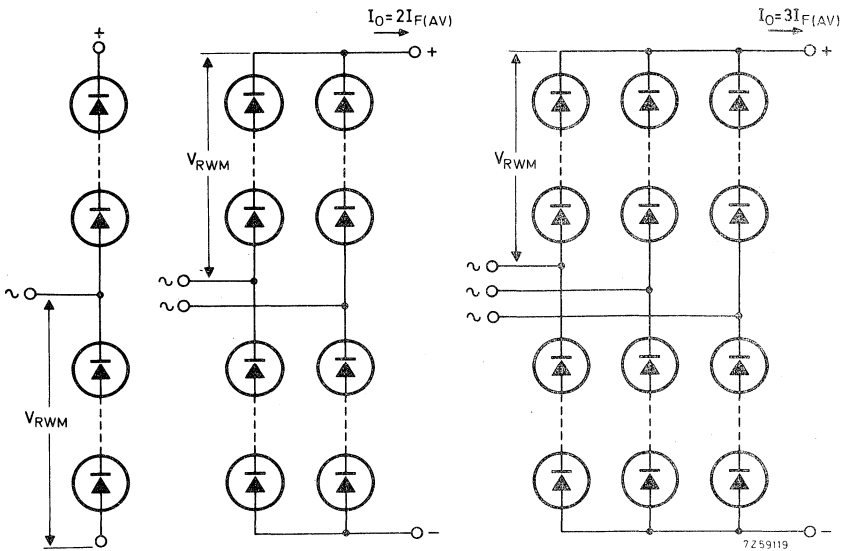 +
V_RWM
~
I_O=2I_F(AV)
+
V_RWM
~
~
−
I_O=3I_F(AV)
+
V_RWM
~
~
~
−
7Z59119